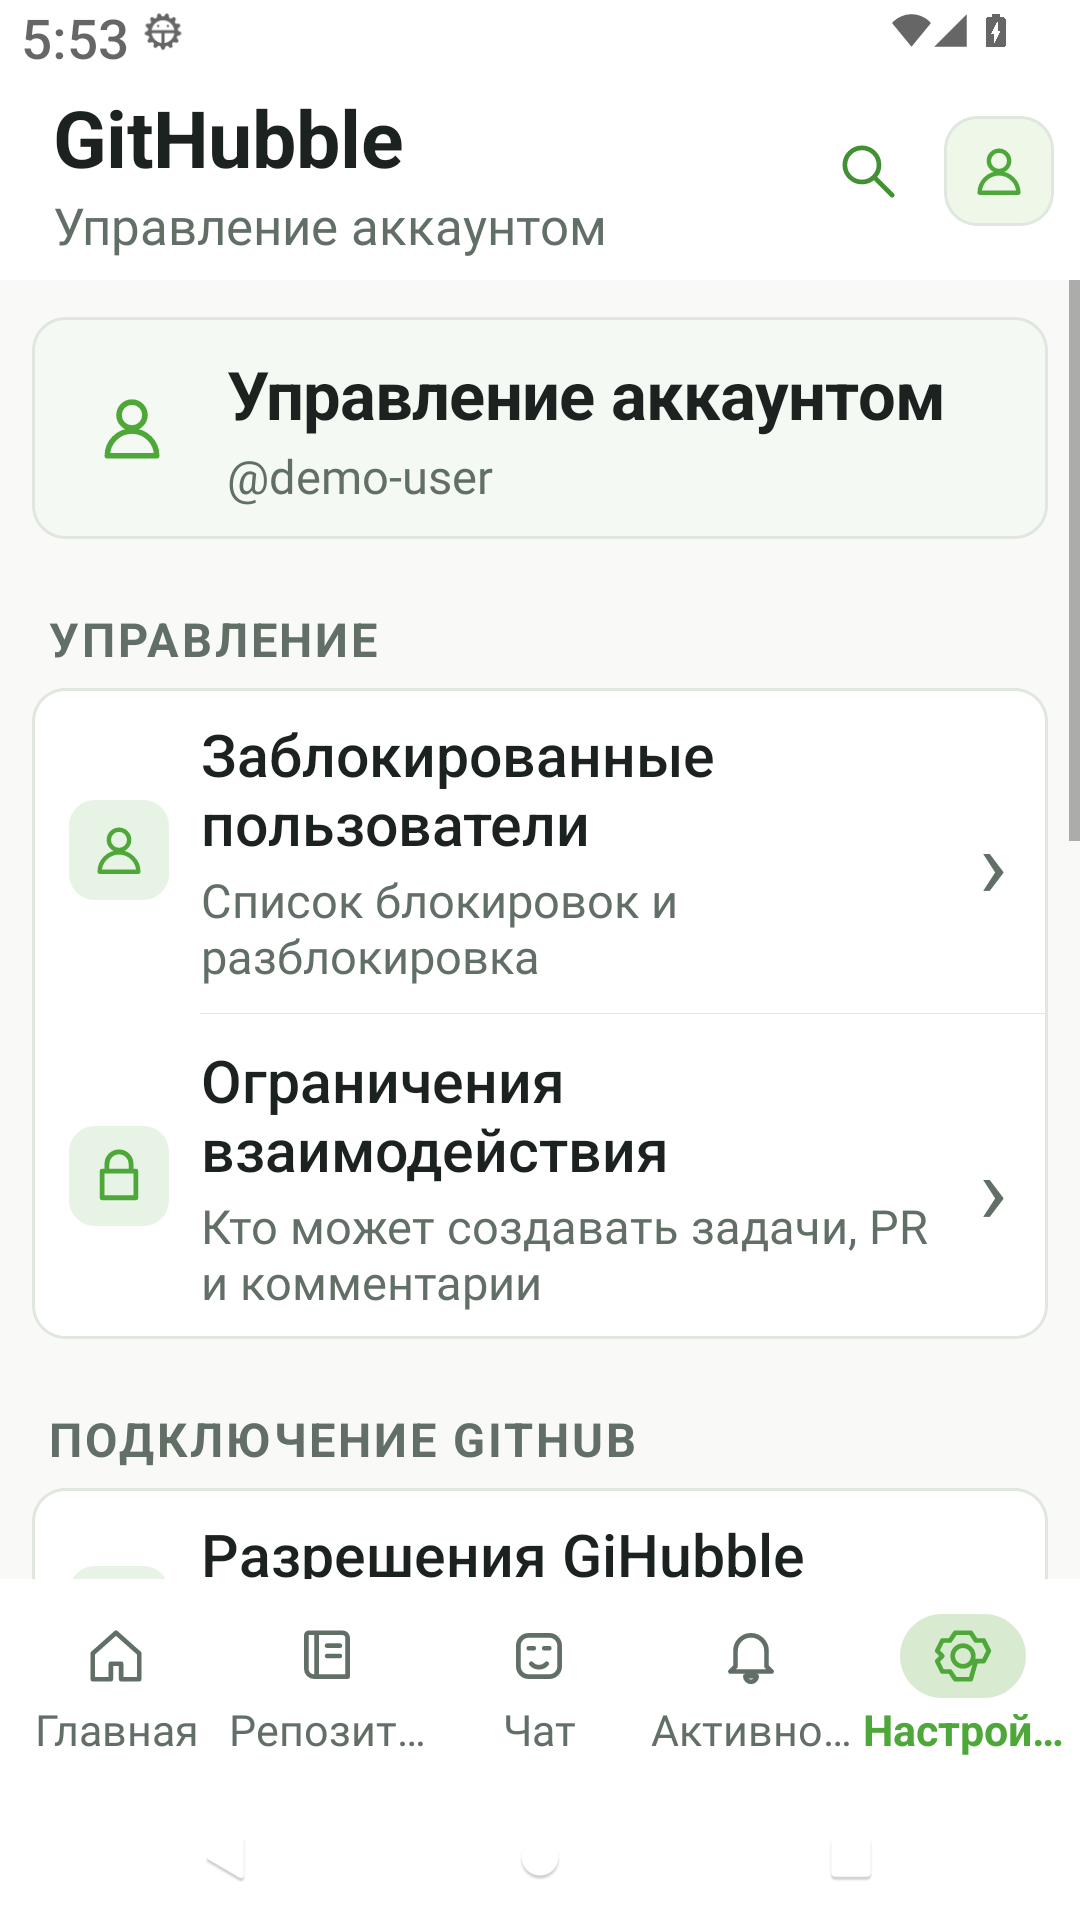 5:53
GitHubble
Управление аккаунтом
Управление аккаунтом
@demo-user
УПРАВЛЕНИЕ
Заблокированные
пользователи
Список блокировок и
разблокировка
Ограничения
взаимодействия
Кто может создавать задачи, PR
и комментарии
ПОДКЛЮЧЕНИЕ GITHUB
Разрешения GiHubble
Главная
Репозит...
Чат
Активно...
Настрой...